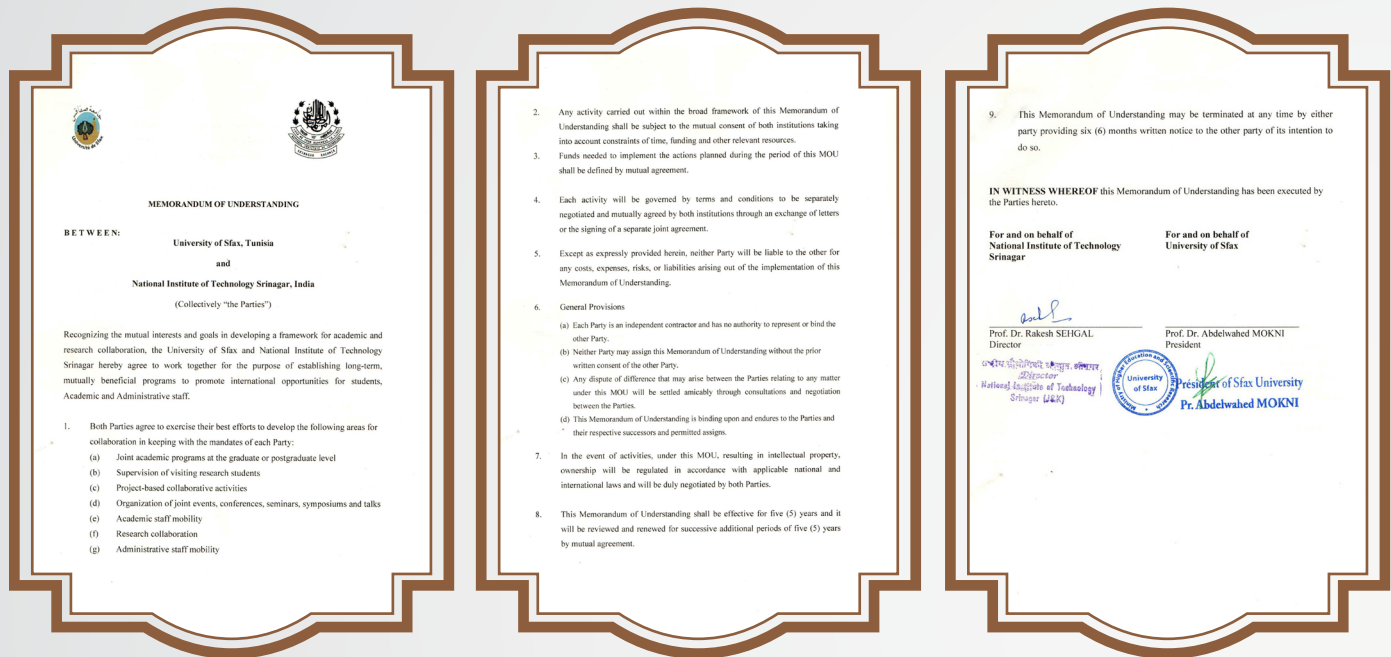 Université de Sfax
MEMORANDUM OF UNDERSTANDING
BETWEEN:
University of Sfax, Tunisia
and
National Institute of Technology Srinagar, India
(Collectively “the Parties”)
Recognizing the mutual interests and goals in developing a framework for academic and
research collaboration, the University of Sfax and National Institute of Technology
Srinagar hereby agree to work together for the purpose of establishing long-term,
mutually beneficial programs to promote international opportunities for students,
Academic and Administrative staff.
1. Both Parties agree to exercise their best efforts to develop the following areas for
collaboration in keeping with the mandates of each Party:
(a) Joint academic programs at the graduate or postgraduate level
(b) Supervision of visiting research students
(c) Project-based collaborative activities
(d) Organization of joint events, conferences, seminars, symposiums and talks
(e) Academic staff mobility
(f) Research collaboration
(g) Administrative staff mobility
2. Any activity carried out within the broad framework of this Memorandum of
Understanding shall be subject to the mutual consent of both institutions taking
into account constraints of time, funding and other relevant resources.
3. Funds needed to implement the actions planned during the period of this MOU
shall be defined by mutual agreement.
4. Each activity will be governed by terms and conditions to be separately
negotiated and mutually agreed by both institutions through an exchange of letters
or the signing of a separate joint agreement.
5. Except as expressly provided herein, neither Party will be liable to the other for
any costs, expenses, risks, or liabilities arising out of the implementation of this
Memorandum of Understanding.
6. General Provisions
(a) Each Party is an independent contractor and has no authority to represent or bind the
other Party.
(b) Neither Party may assign this Memorandum of Understanding without the prior
written consent of the other Party.
(c) Any dispute of difference that may arise between the Parties relating to any matter
under this MOU will be settled amicably through consultations and negotiation
between the Parties.
(d) This Memorandum of Understanding is binding upon and endures to the Parties and
their respective successors and permitted assigns.
7. In the event of activities, under this MOU, resulting in intellectual property,
ownership will be regulated in accordance with applicable national and
international laws and will be duly negotiated by both Parties.
8. This Memorandum of Understanding shall be effective for five (5) years and it
will be reviewed and renewed for successive additional periods of five (5) years
by mutual agreement.
9. This Memorandum of Understanding may be terminated at any time by either
party providing six (6) months written notice to the other party of its intention to
do so.
IN WITNESS WHEREOF this Memorandum of Understanding has been executed by
the Parties hereto.
For and on behalf of
National Institute of Technology
Srinagar
For and on behalf of
University of Sfax
Prof. Dr. Rakesh SEHGAL
Director
Prof. Dr. Abdelwahed MOKNI
President
Director
National Institute of Technology
Srinagar (J&K)
Ministry of Higher Education and Scientific Research
University
of Sfax
Président of Sfax University
Pr. Abdelwahed MOKNI